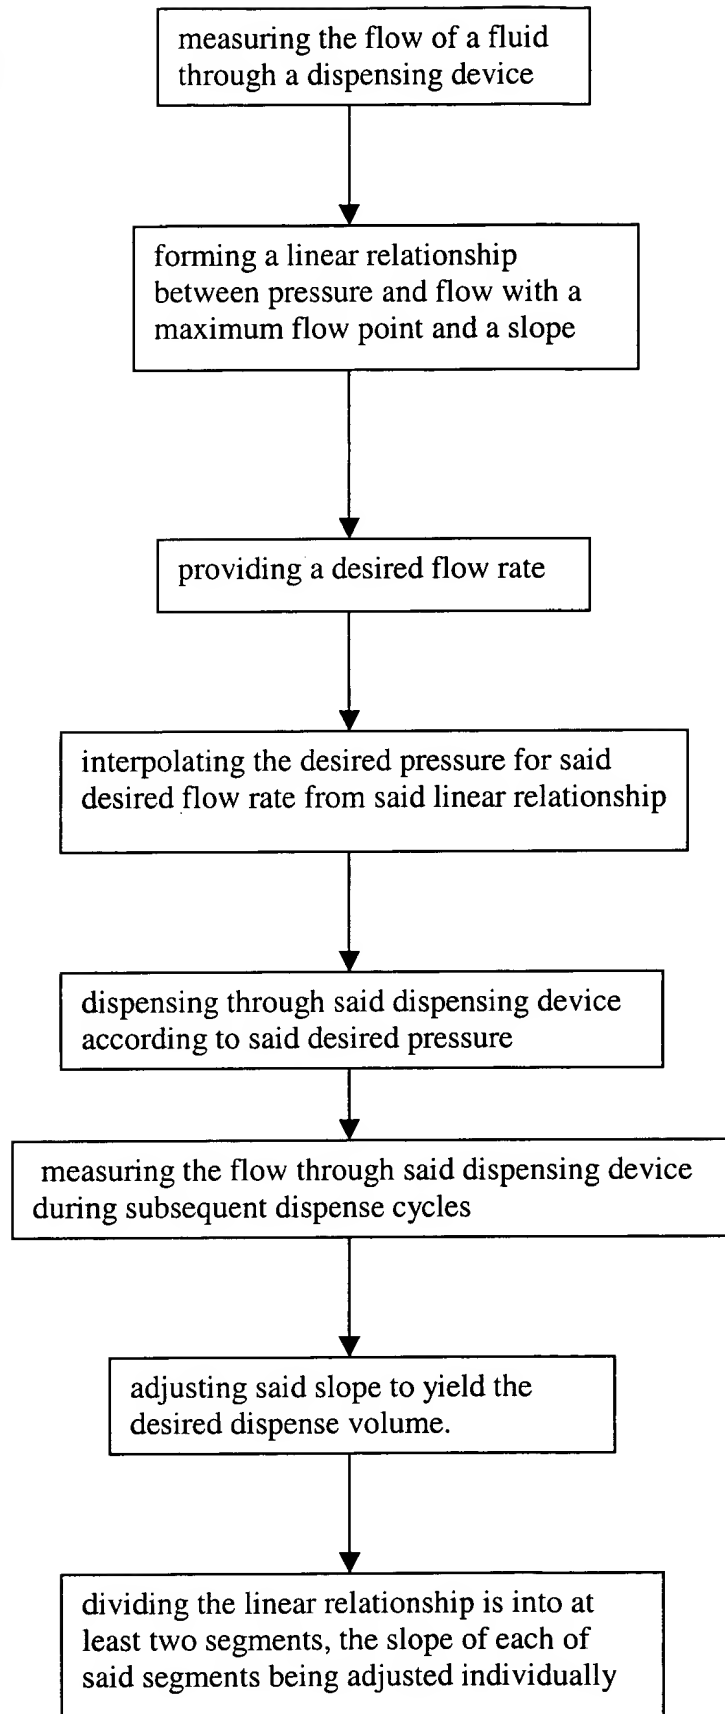 measuring the flow of a fluid
through a dispensing device
forming a linear relationship
between pressure and flow with a
maximum flow point and a slope
providing a desired flow rate
interpolating the desired pressure for said
desired flow rate from said linear relationship
dispensing through said dispensing device
according to said desired pressure
measuring the flow through said dispensing device
during subsequent dispense cycles
adjusting said slope to yield the
desired dispense volume.
dividing the linear relationship is into at
least two segments, the slope of each of
said segments being adjusted individually